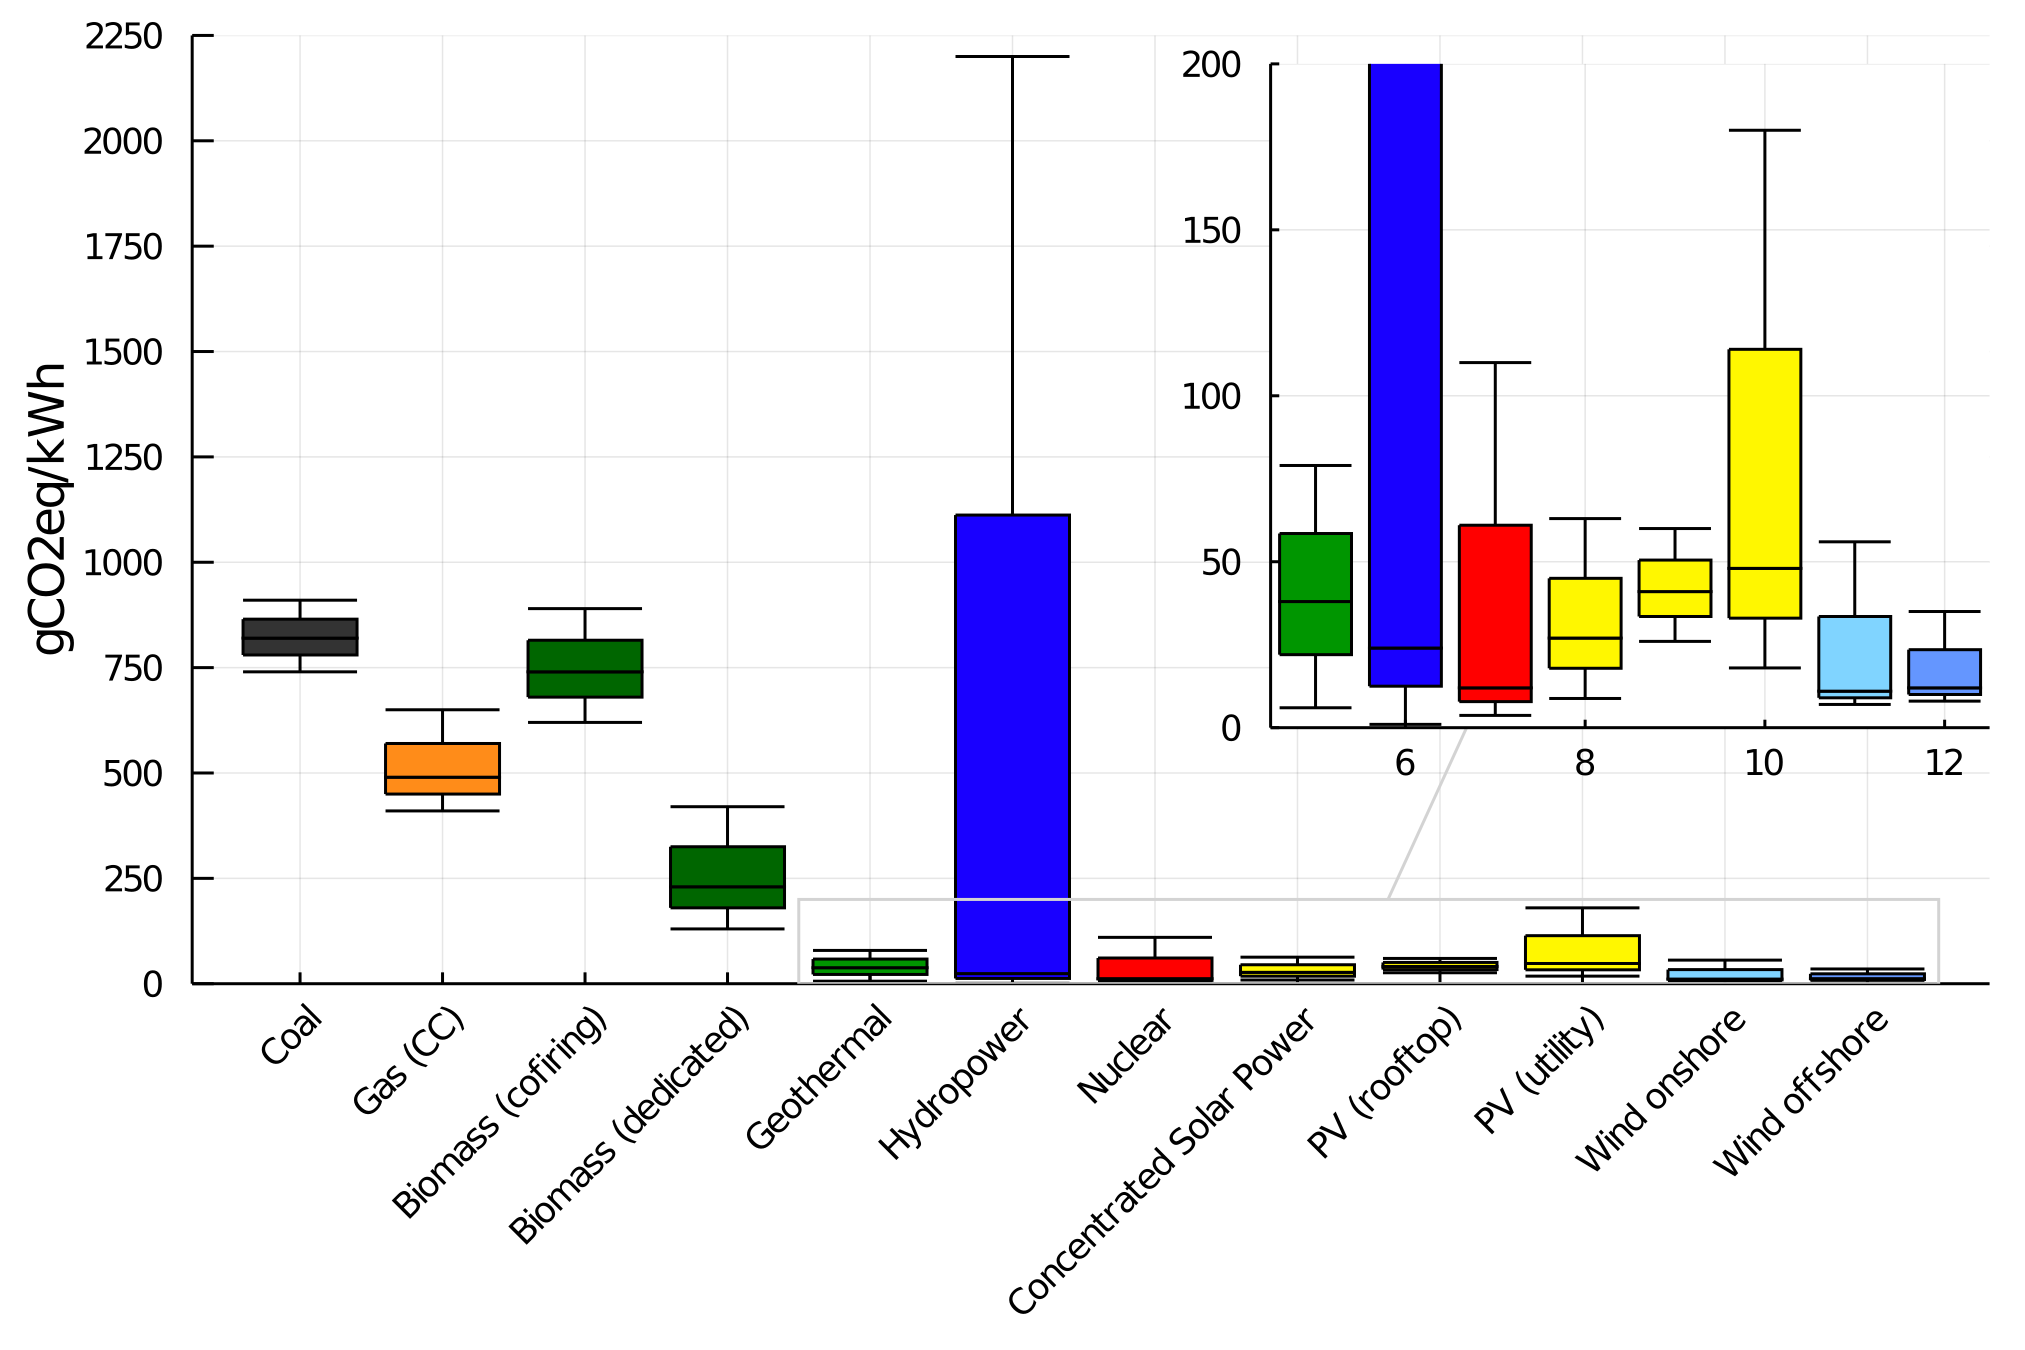 gCO2eq/kWh
2250
2000
1750
1500
1250
1000
750
500
250
0
200
150
100
50
0
6 8 10 12
Coal
Gas (CC)
Biomass (cofiring)
Biomass (dedicated)
Geothermal
Hydropower
Nuclear
Concentrated Solar Power
PV (rooftop)
PV (utility)
Wind onshore
Wind offshore